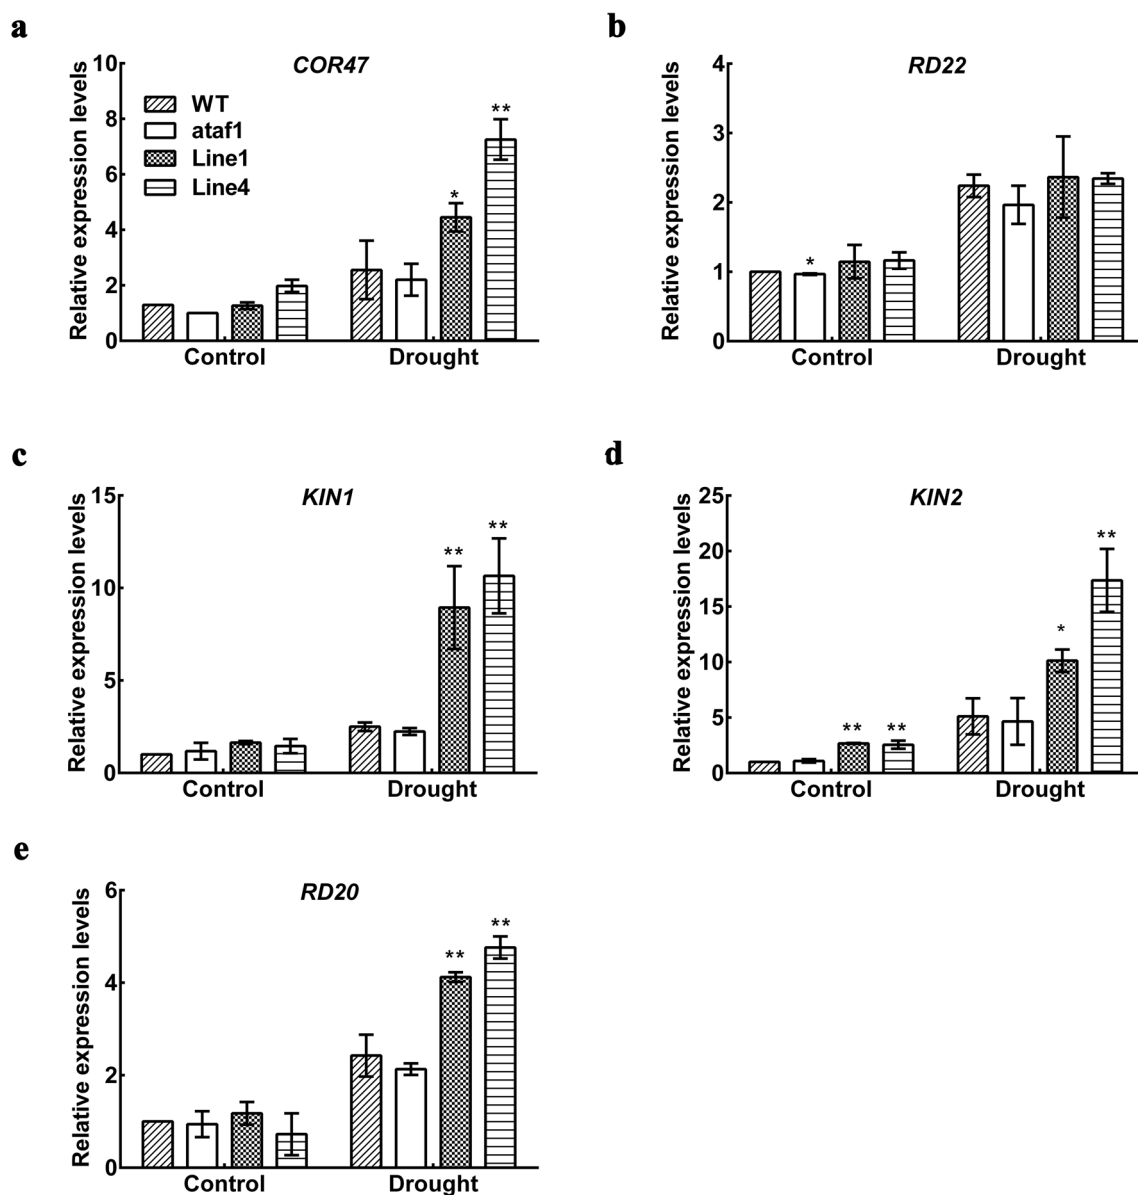 a
COR47
Relative expression levels
10
8
6
4
2
0
WT
ataf1
Line1
Line4
*
**
Control
Drought
b
RD22
Relative expression levels
4
3
2
1
0
*
Control
Drought
c
KIN1
Relative expression levels
15
10
5
0
**
**
Control
Drought
d
KIN2
Relative expression levels
25
20
15
10
5
0
**
**
*
**
Control
Drought
e
RD20
Relative expression levels
6
4
2
0
**
**
Control
Drought